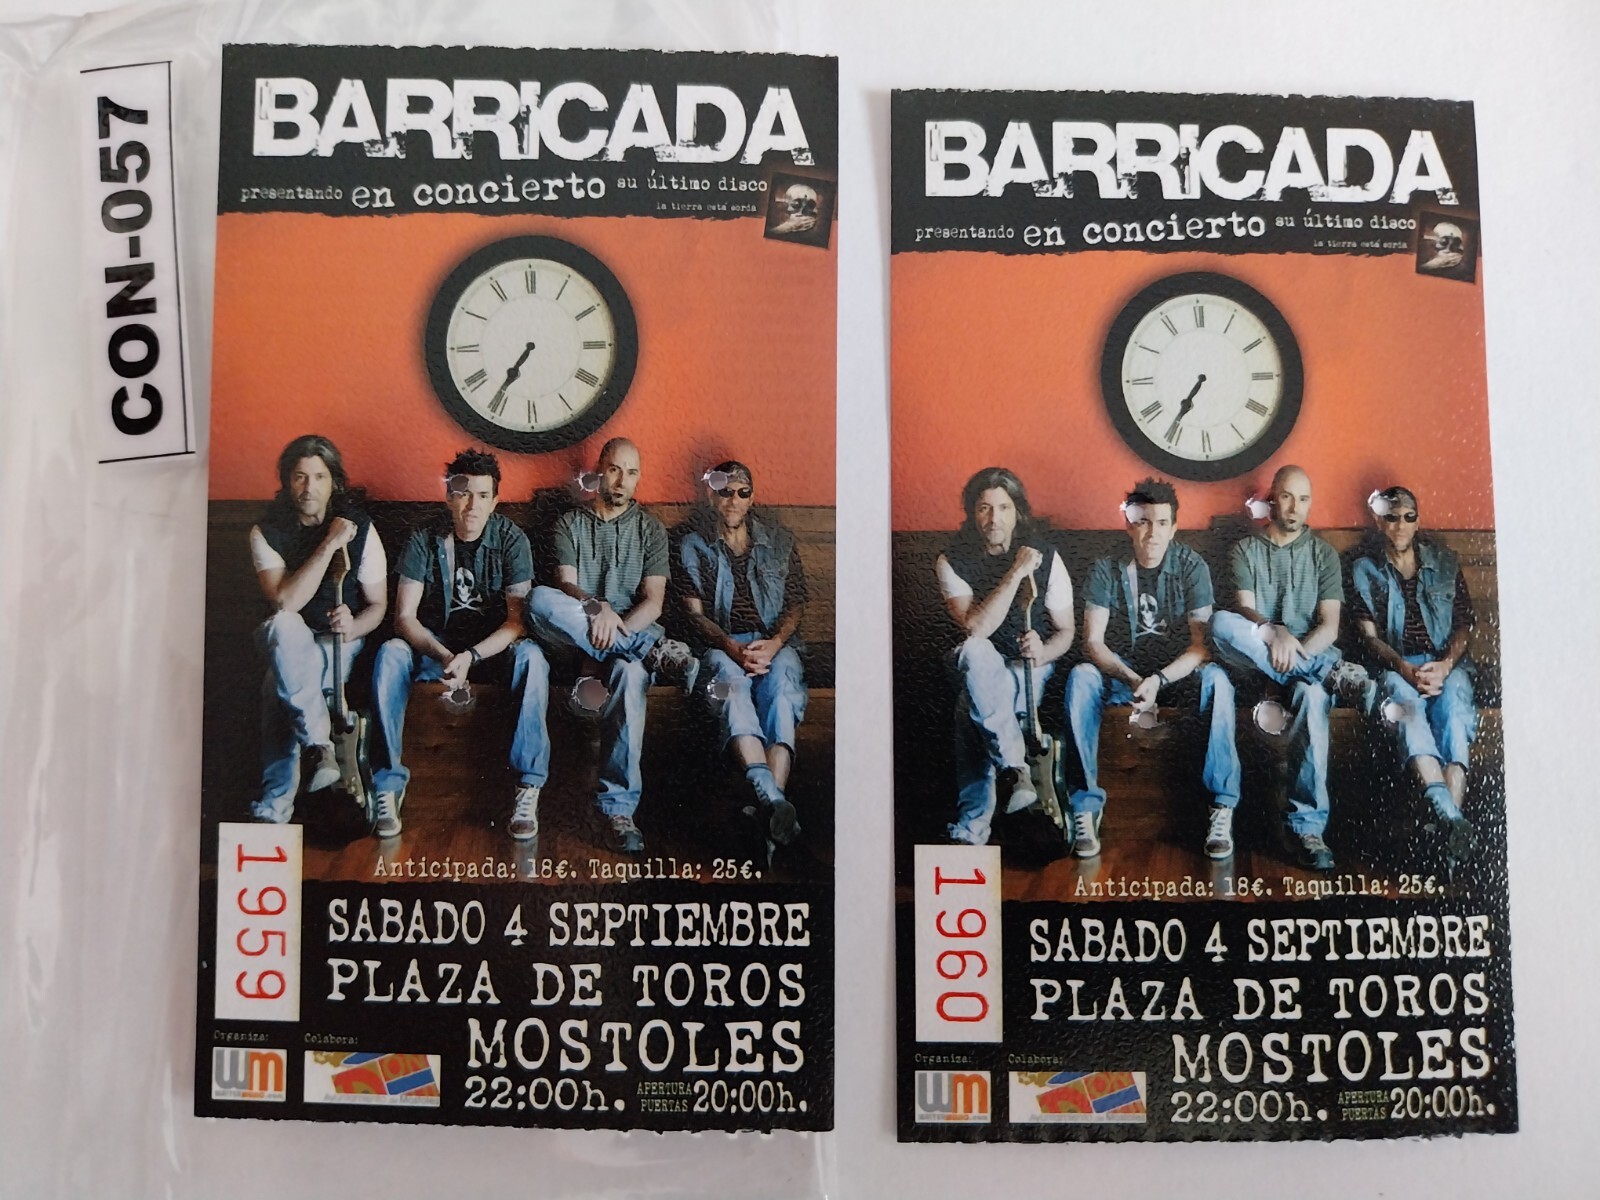 CON-057
BARRICADA
presentando en concierto su último disco
la tierra está sorda
Anticipada: 18€. Taquilla: 25€.
1959
SABADO 4 SEPTIEMBRE
PLAZA DE TOROS
MOSTOLES
22:00h. APERTURA PUERTAS 20:00h.
Organiza:
Colabora:
wm
BARRICADA
presentando en concierto su último disco
la tierra está sorda
Anticipada: 18€. Taquilla: 25€.
1960
SABADO 4 SEPTIEMBRE
PLAZA DE TOROS
MOSTOLES
22:00h. APERTURA PUERTAS 20:00h.
Organiza:
Colabora:
wm